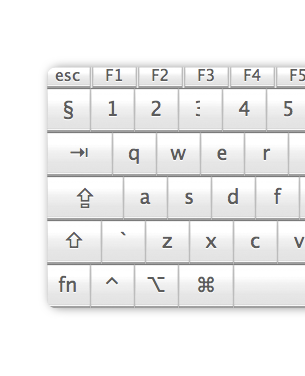 esc F1 F2 F3 F4 F5
§ 1 2 ⋮ 4 5
⇥ q w e r
⇪ a s d f
⇧ ` z x c v
fn ^ ⌥ ⌘